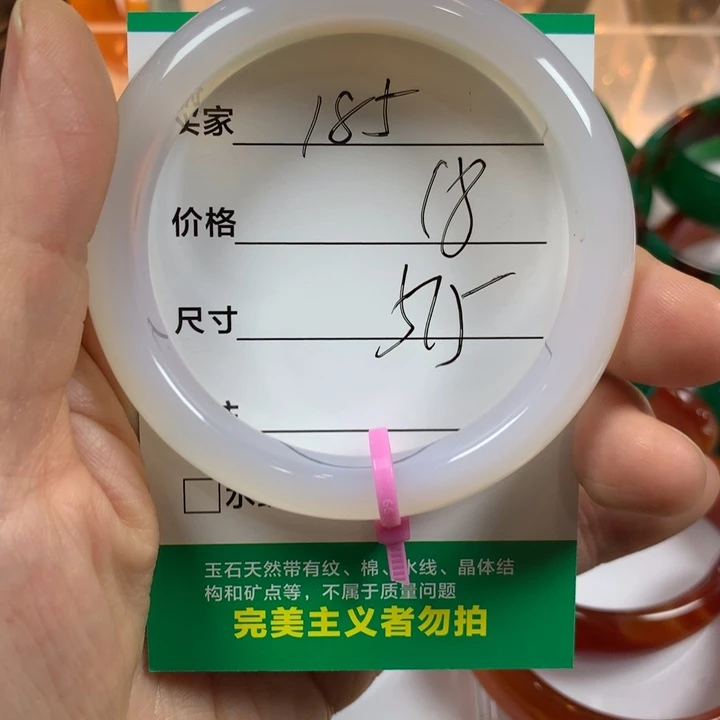 买家 185
价格 18
尺寸 575
玉石天然带有纹、棉、水线、晶体结
构和矿点等，不属于质量问题
完美主义者勿拍